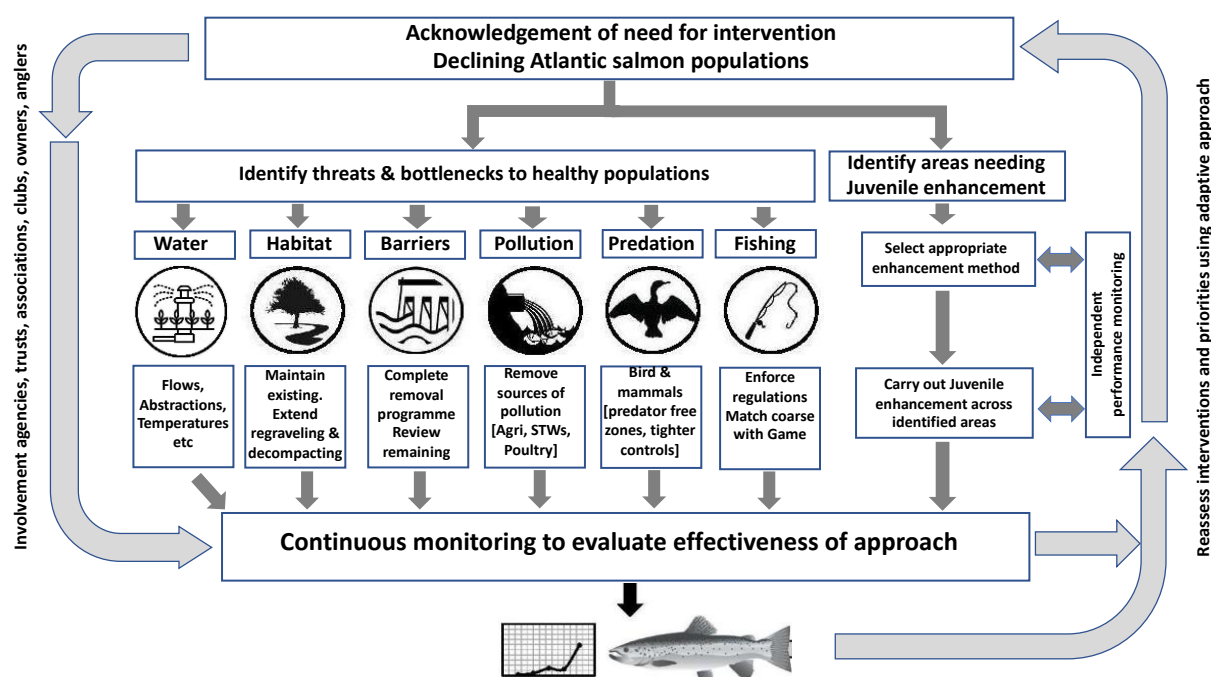 Acknowledgement of need for intervention
Declining Atlantic salmon populations
Involvement agencies, trusts, associations, clubs, owners, anglers
Identify threats & bottlenecks to healthy populations
Identify areas needing
Juvenile enhancement
Water
Habitat
Barriers
Pollution
Predation
Fishing
Select appropriate
enhancement method
Flows,
Abstractions,
Temperatures
etc
Maintain
existing.
Extend
regraveling &
decompacting
Complete
removal
programme
Review
remaining
Remove
sources of
pollution
[Agri, STWs,
Poultry]
Bird &
mammals
[predator free
zones, tighter
controls]
Enforce
regulations
Match coarse
with Game
Carry out Juvenile
enhancement across
identified areas
Independent
performance monitoring
Reassess interventions and priorities using adaptive approach
Continuous monitoring to evaluate effectiveness of approach